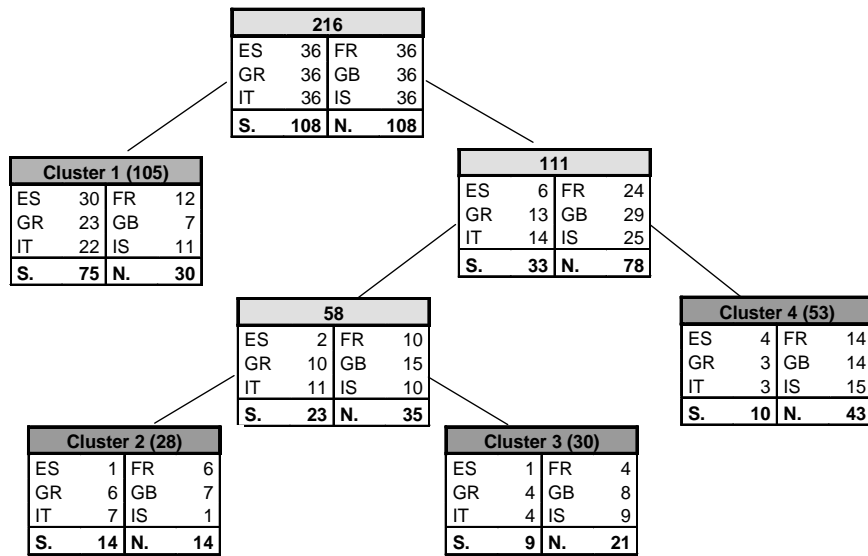 216
ES 36 FR 36
GR 36 GB 36
IT 36 IS 36
S. 108 N. 108
Cluster 1 (105)
ES 30 FR 12
GR 23 GB 7
IT 22 IS 11
S. 75 N. 30
111
ES 6 FR 24
GR 13 GB 29
IT 14 IS 25
S. 33 N. 78
58
ES 2 FR 10
GR 10 GB 15
IT 11 IS 10
S. 23 N. 35
Cluster 4 (53)
ES 4 FR 14
GR 3 GB 14
IT 3 IS 15
S. 10 N. 43
Cluster 2 (28)
ES 1 FR 6
GR 6 GB 7
IT 7 IS 1
S. 14 N. 14
Cluster 3 (30)
ES 1 FR 4
GR 4 GB 8
IT 4 IS 9
S. 9 N. 21